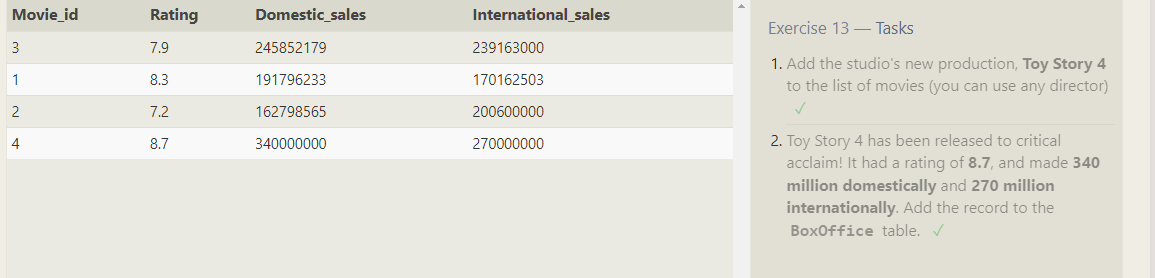 Movie_id Rating Domestic_sales International_sales
3 7.9 245852179 239163000
1 8.3 191796233 170162503
2 7.2 162798565 200600000
4 8.7 340000000 270000000
Exercise 13 — Tasks
1. Add the studio's new production, Toy Story 4
to the list of movies (you can use any director)
✓
2. Toy Story 4 has been released to critical
acclaim! It had a rating of 8.7, and made 340
million domestically and 270 million
internationally. Add the record to the
BoxOffice table. ✓